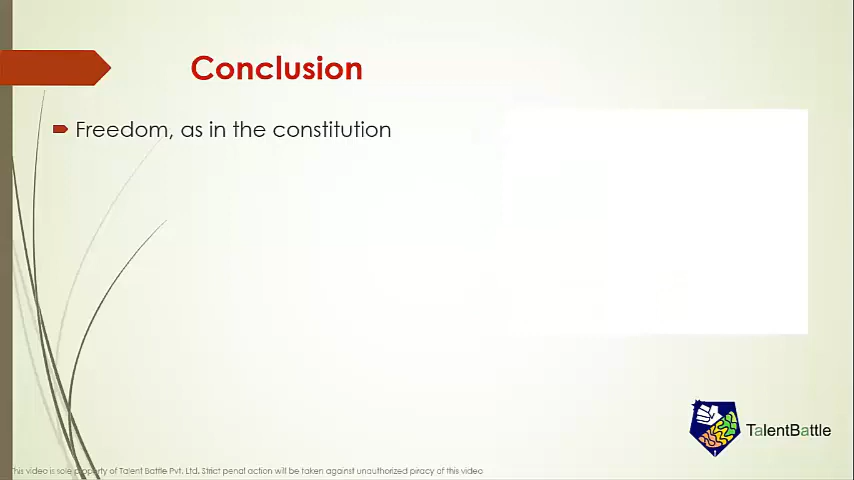 Conclusion
Freedom, as in the constitution
TalentBattle
This video is sole property of Talent Battle Pvt. Ltd. Strict penal action will be taken against unauthorized piracy of this video